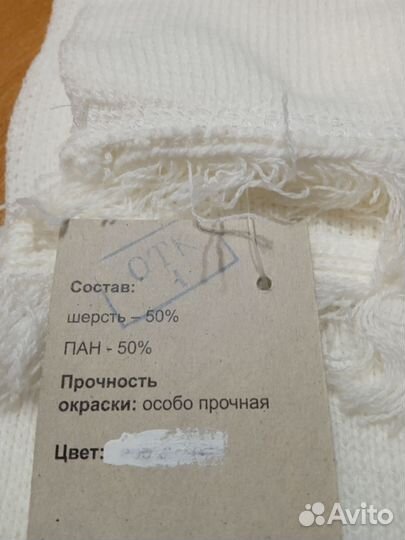 ОТК
1
Состав:
шерсть – 50%
ПАН - 50%
Прочность
окраски: особо прочная
Цвет:
Avito